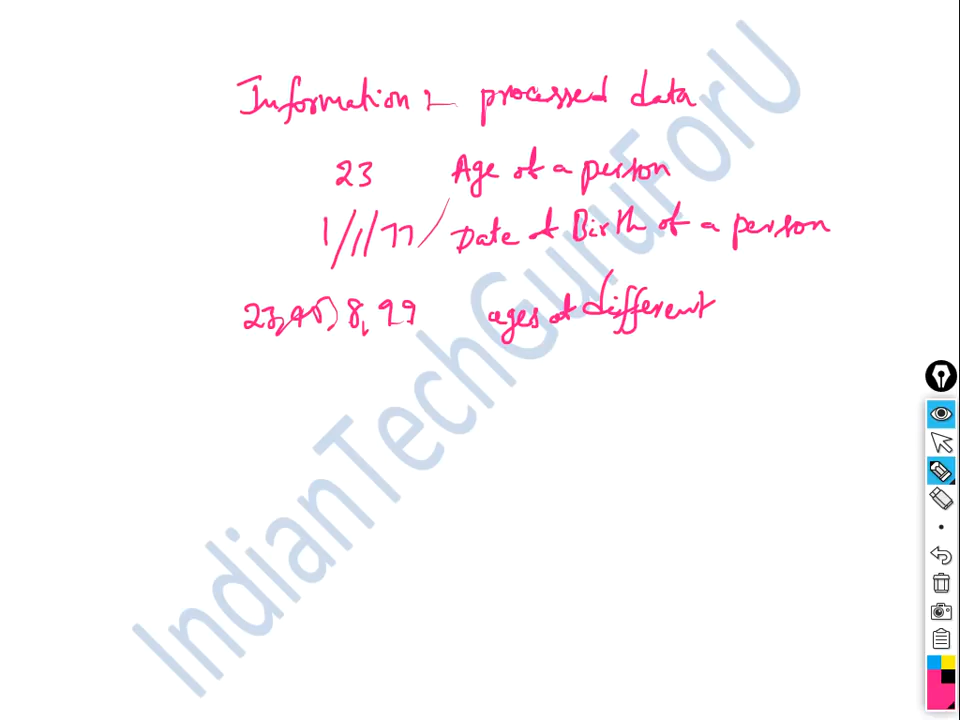 Information :- processed data
23 Age of a person
1/1/77/ Date of Birth of a person
23, 45, 8, 99 ages of different
IndianTechGuruForU